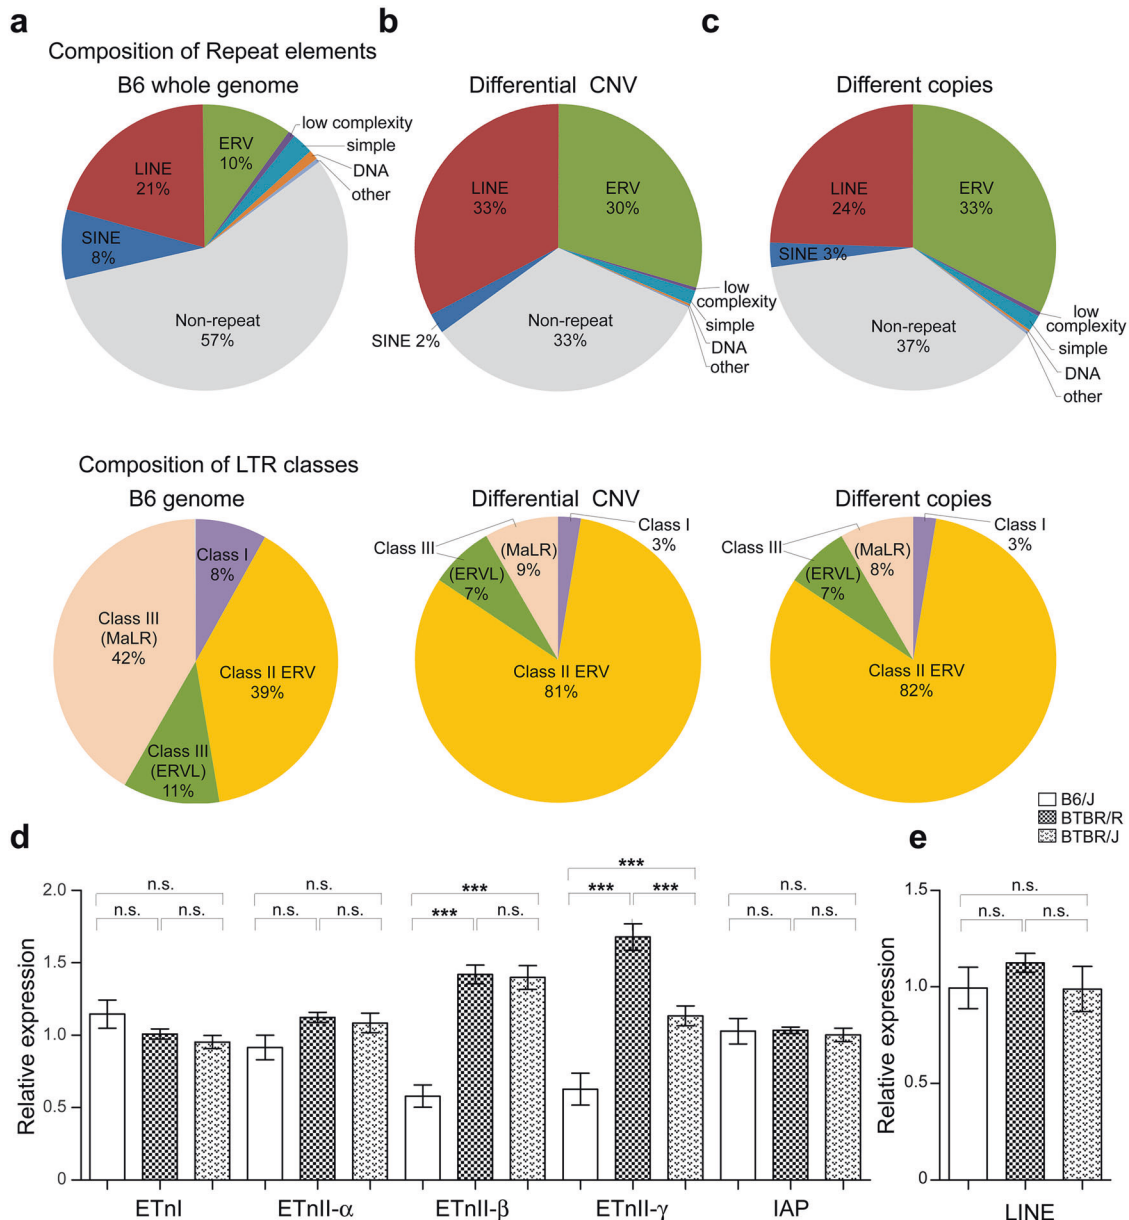 a
Composition of Repeat elements
B6 whole genome
ERV
10%
LINE
21%
SINE
8%
Non-repeat
57%
low complexity
simple
DNA
other
b
Differential CNV
LINE
33%
ERV
30%
SINE 2%
Non-repeat
33%
low
complexity
simple
DNA
other
c
Different copies
LINE
24%
ERV
33%
SINE 3%
Non-repeat
37%
low
complexity
simple
DNA
other
Composition of LTR classes
B6 genome
Class I
8%
Class III
(MaLR)
42%
Class II ERV
39%
Class III
(ERVL)
11%
Differential CNV
Class III
(MaLR)
9%
Class I
3%
(ERVL)
7%
Class II ERV
81%
Different copies
Class III
(MaLR)
8%
Class I
3%
(ERVL)
7%
Class II ERV
82%
B6/J
BTBR/R
BTBR/J
d
Relative expression
2.0
1.5
1.0
0.5
0
n.s.
n.s.
n.s.
n.s.
n.s.
n.s.
***
***
n.s.
***
***
***
n.s.
n.s.
n.s.
ETnI
ETnII-α
ETnII-β
ETnII-γ
IAP
e
Relative expression
1.5
1.0
0.5
0
n.s.
n.s.
n.s.
LINE